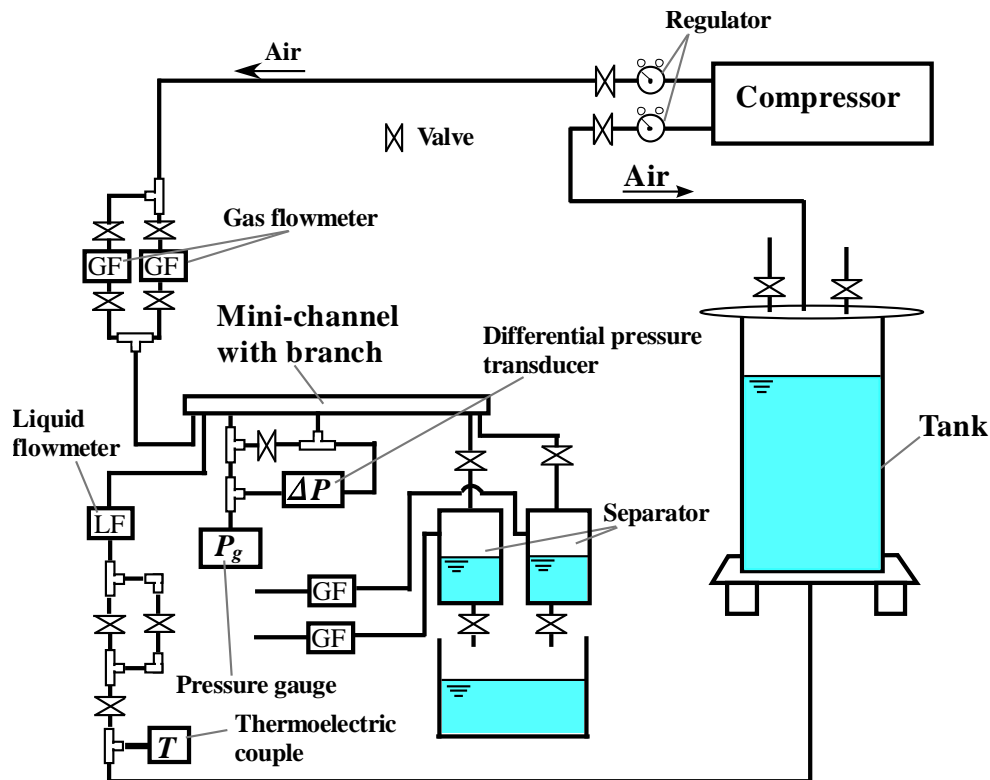 Regulator
Air
Compressor
Valve
Air
Gas flowmeter
GF
GF
Mini-channel
with branch
Differential pressure
transducer
Liquid
flowmeter
Tank
ΔP
LF
Separator
Pg
GF
GF
Pressure gauge
Thermoelectric
couple
T